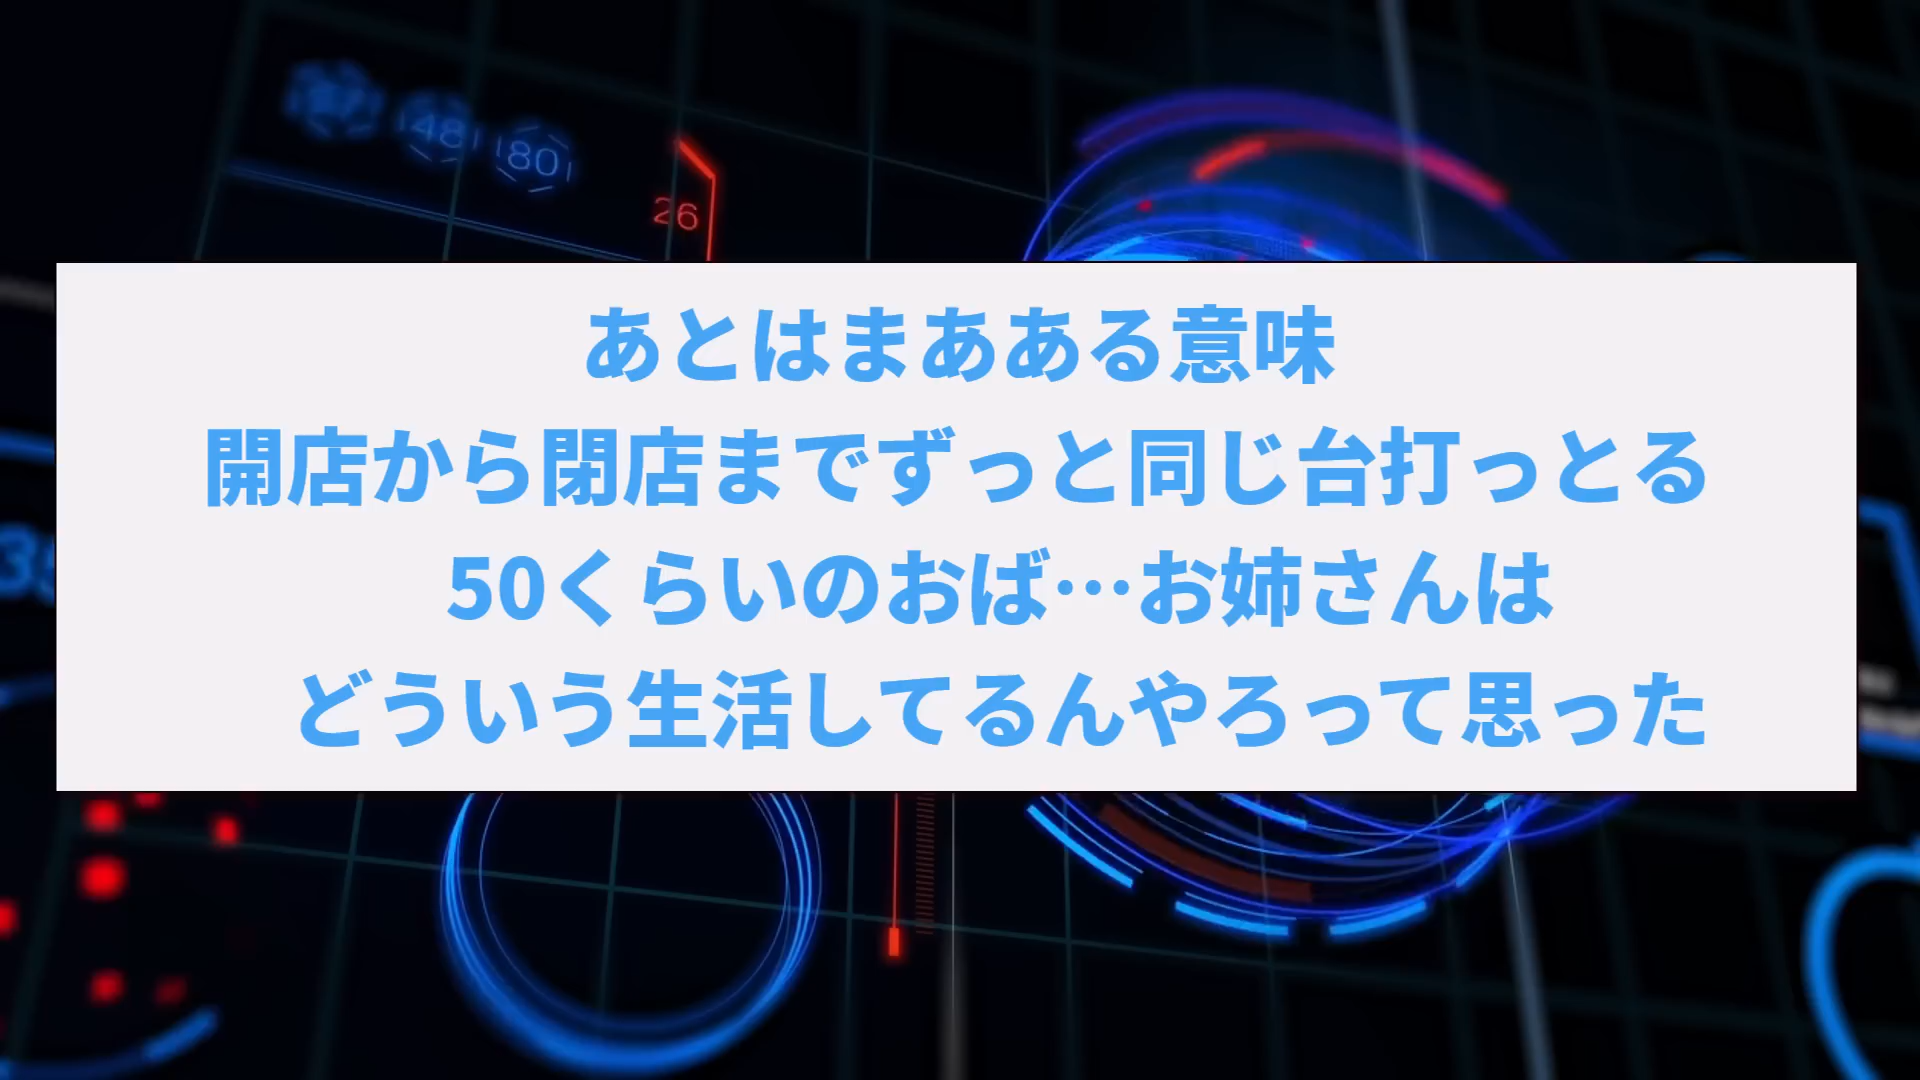 48
80
26
あとはまあある意味
開店から閉店までずっと同じ台打っとる
50くらいのおば…お姉さんは
どういう生活してるんやろって思った